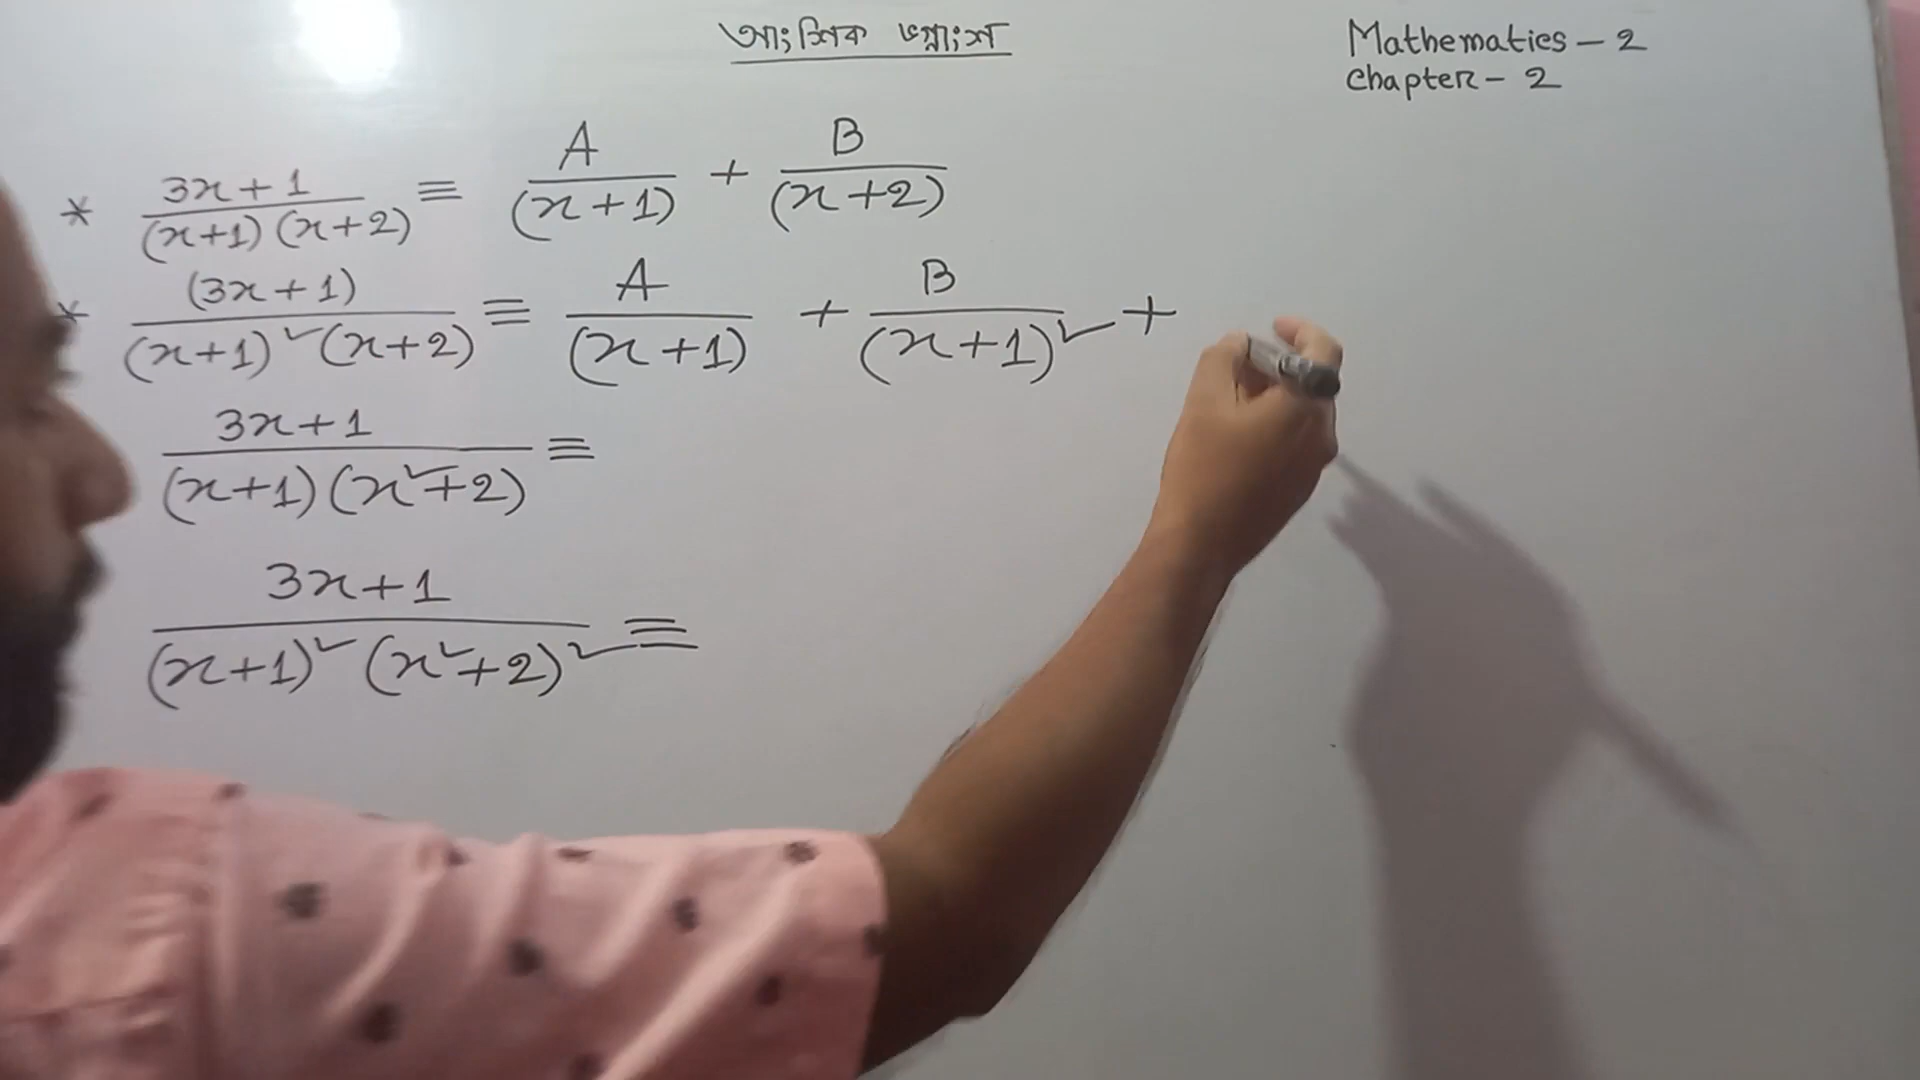 আংশিক ভগ্নাংশ
Mathematics - 2
Chapter - 2
* (3x+1)/((x+1)(x+2)) ≡ A/(x+1) + B/(x+2)
* (3x+1)/((x+1)²(x+2)) ≡ A/(x+1) + B/(x+1)² +
(3x+1)/((x+1)(x²+2)) ≡
(3x+1)/((x+1)²(x²+2)²) ≡